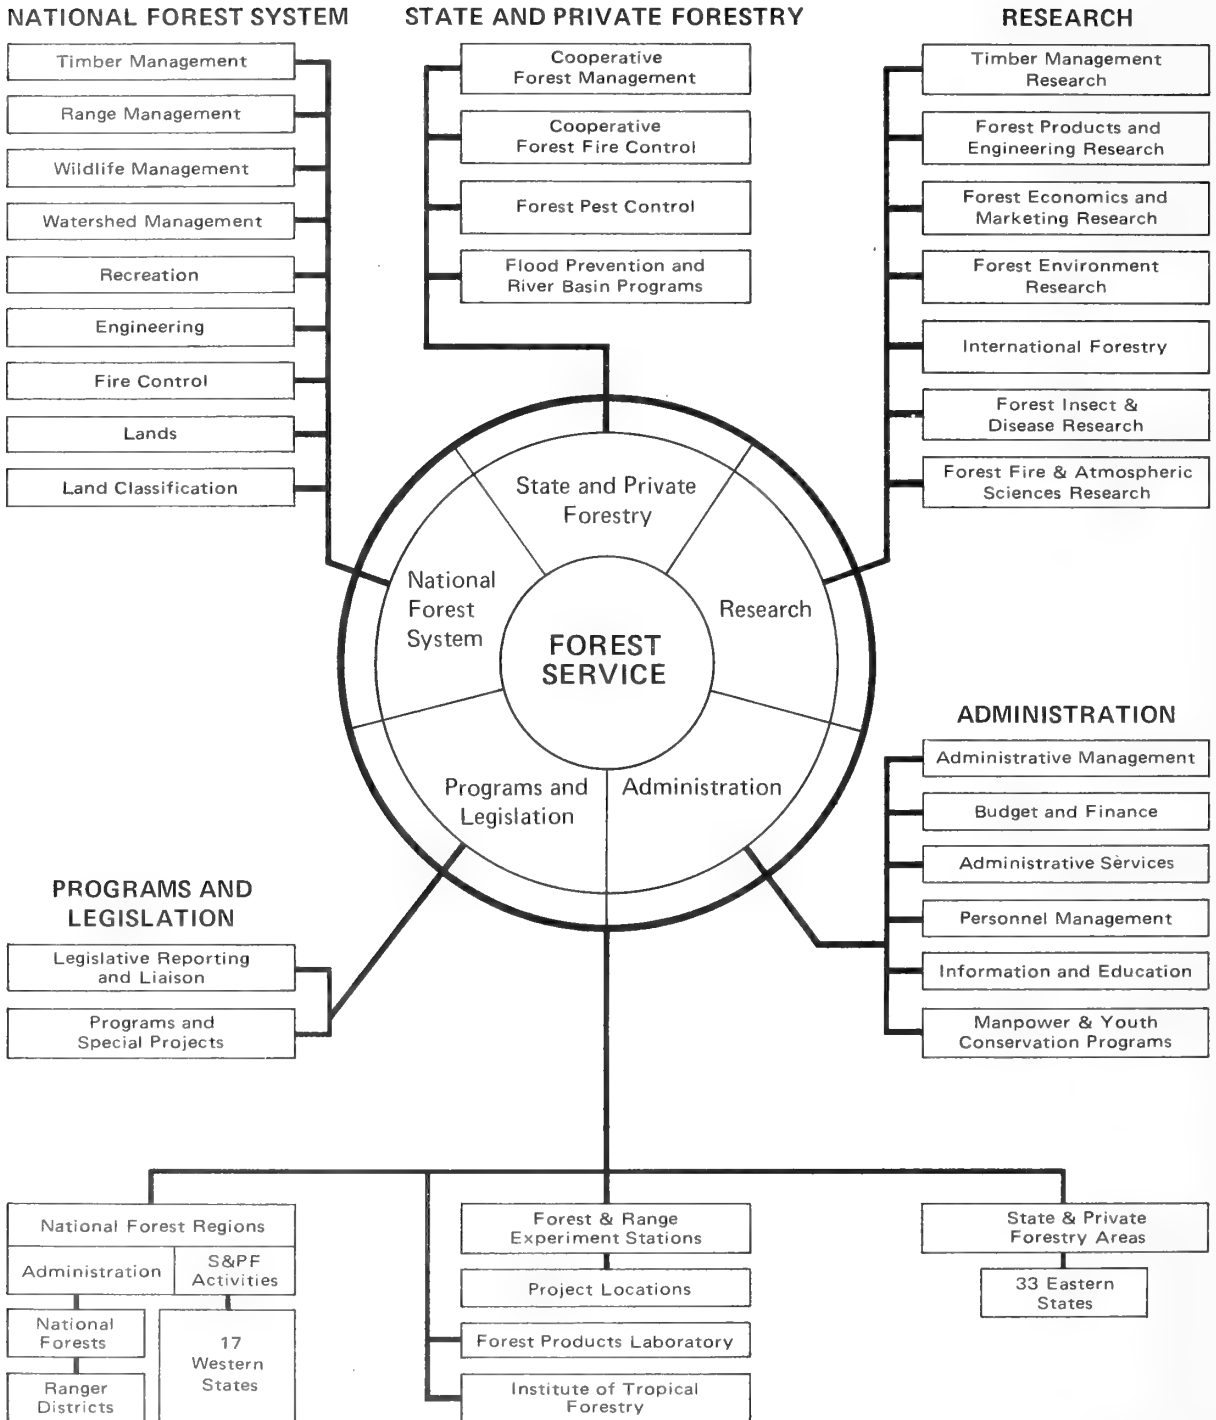 NATIONAL FOREST SYSTEM
Timber Management
Range Management
Wildlife Management
Watershed Management
Recreation
Engineering
Fire Control
Lands
Land Classification
STATE AND PRIVATE FORESTRY
Cooperative
Forest Management
Cooperative
Forest Fire Control
Forest Pest Control
Flood Prevention and
River Basin Programs
RESEARCH
Timber Management
Research
Forest Products and
Engineering Research
Forest Economics and
Marketing Research
Forest Environment
Research
International Forestry
Forest Insect &
Disease Research
Forest Fire & Atmospheric
Sciences Research
State and Private
Forestry
National
Forest
System
Research
FOREST
SERVICE
Programs and
Legislation
Administration
ADMINISTRATION
Administrative Management
Budget and Finance
Administrative Services
Personnel Management
Information and Education
Manpower & Youth
Conservation Programs
PROGRAMS AND
LEGISLATION
Legislative Reporting
and Liaison
Programs and
Special Projects
National Forest Regions
Administration
S&PF
Activities
National
Forests
Ranger
Districts
17
Western
States
Forest & Range
Experiment Stations
Project Locations
Forest Products Laboratory
Institute of Tropical
Forestry
State & Private
Forestry Areas
33 Eastern
States